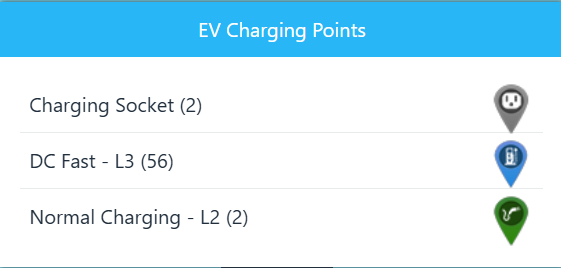 EV Charging Points
Charging Socket (2)
DC Fast - L3 (56)
Normal Charging - L2 (2)